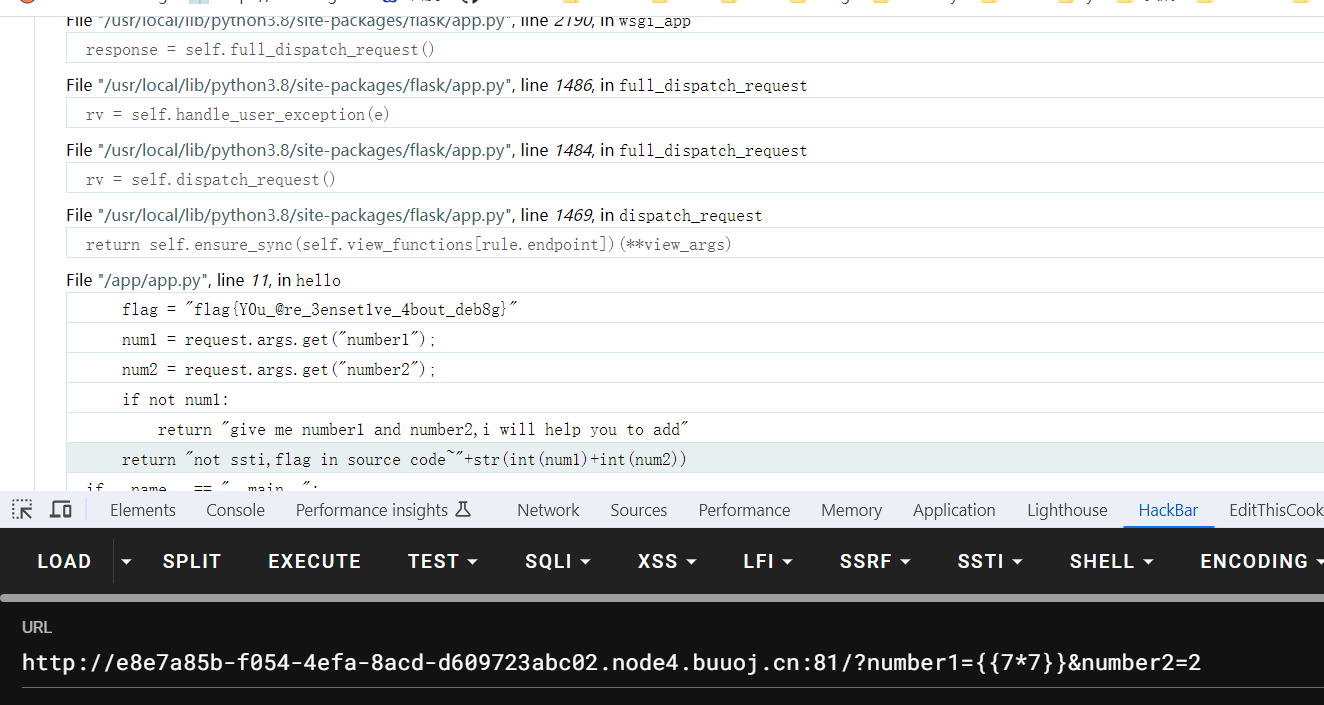 File "/usr/local/lib/python3.8/site-packages/flask/app.py", line 2190, in wsgi_app
response = self.full_dispatch_request()
File "/usr/local/lib/python3.8/site-packages/flask/app.py", line 1486, in full_dispatch_request
rv = self.handle_user_exception(e)
File "/usr/local/lib/python3.8/site-packages/flask/app.py", line 1484, in full_dispatch_request
rv = self.dispatch_request()
File "/usr/local/lib/python3.8/site-packages/flask/app.py", line 1469, in dispatch_request
return self.ensure_sync(self.view_functions[rule.endpoint])(**view_args)
File "/app/app.py", line 11, in hello
flag = "flag{Y0u_@re_3enset1ve_4bout_deb8g}"
num1 = request.args.get("number1");
num2 = request.args.get("number2");
if not num1:
return "give me number1 and number2,i will help you to add"
return "not ssti,flag in source code~"+str(int(num1)+int(num2))
if __name__ == "__main__":
Elements Console Performance insights Network Sources Performance Memory Application Lighthouse HackBar EditThisCook
LOAD SPLIT EXECUTE TEST SQLI XSS LFI SSRF SSTI SHELL ENCODING
URL
http://e8e7a85b-f054-4efa-8acd-d609723abc02.node4.buuoj.cn:81/?number1={{7*7}}&number2=2